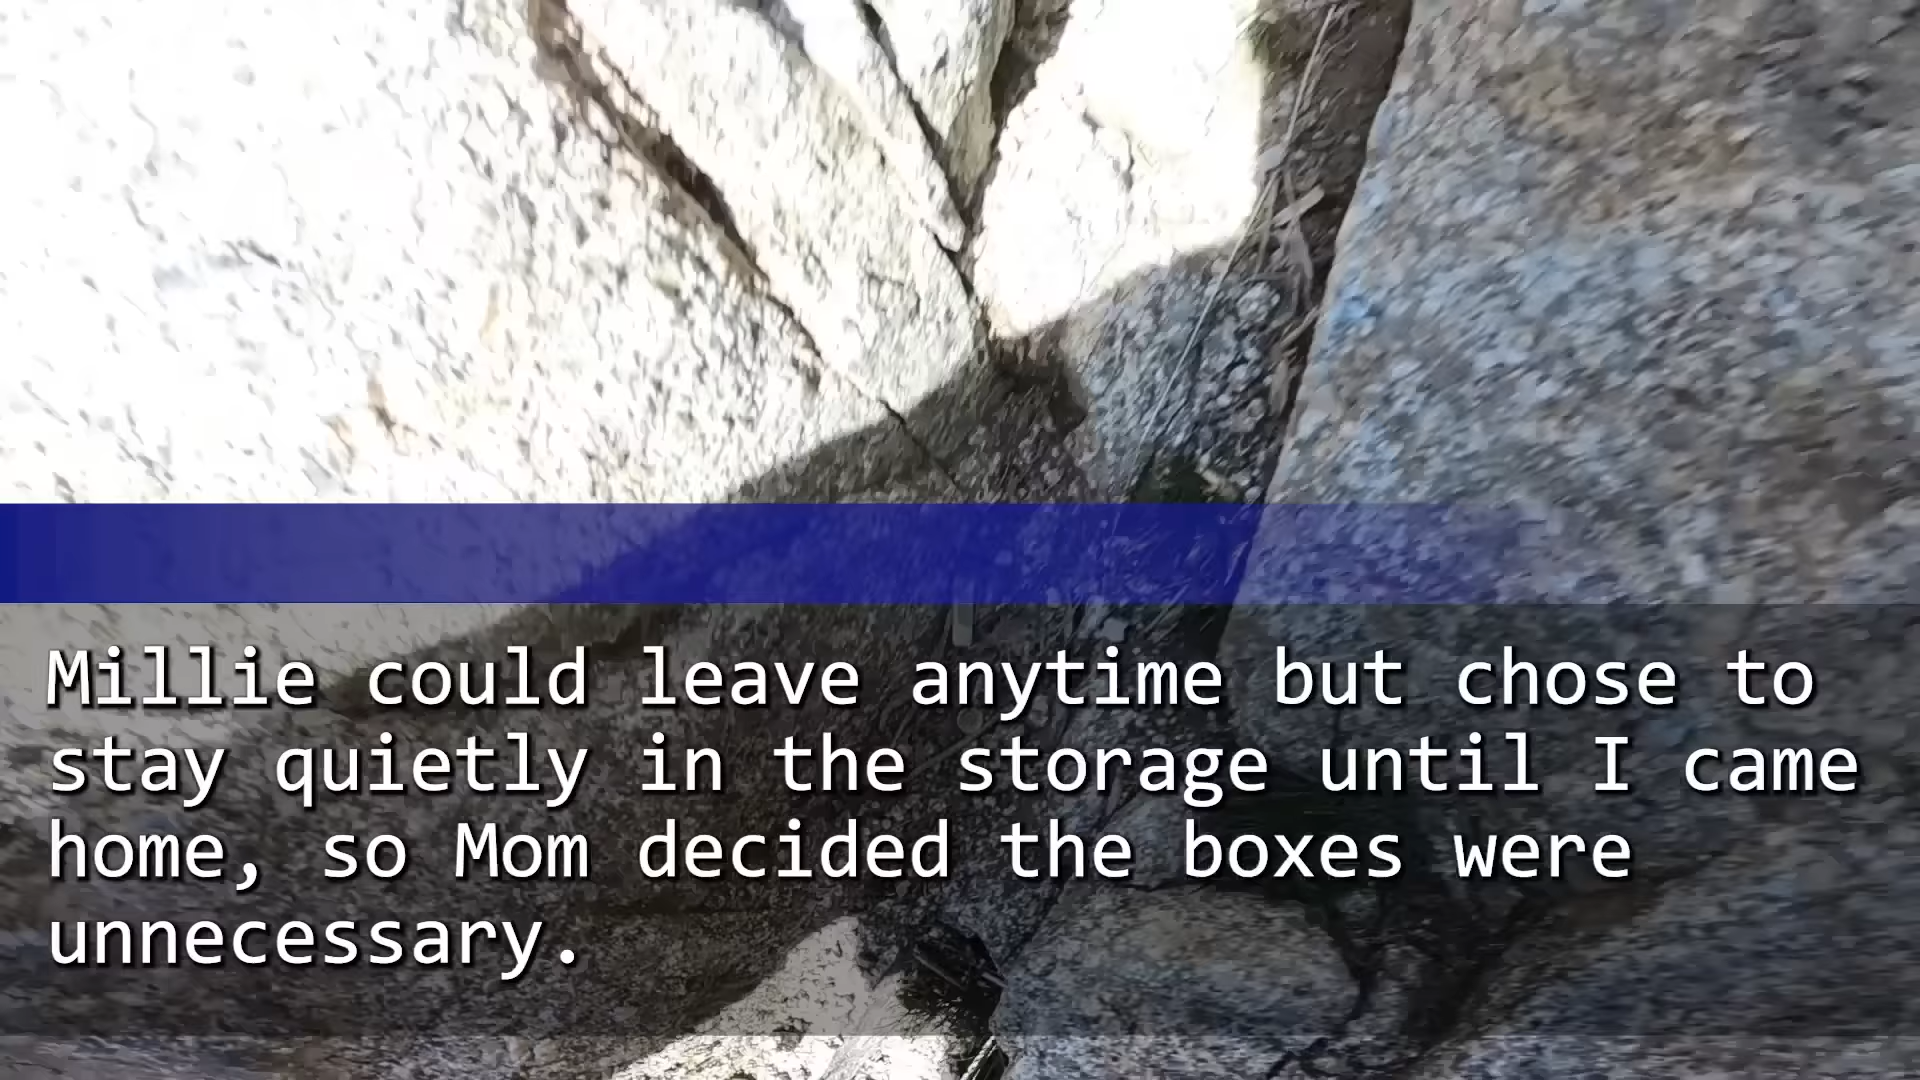 Millie could leave anytime but chose to
stay quietly in the storage until I came
home, so Mom decided the boxes were
unnecessary.